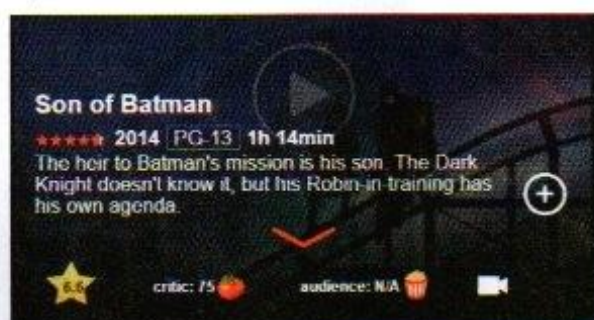 Son of Batman
2014 PG-13 1h 14min
The heir to Batman's mission is his son. The Dark
Knight doesn't know it, but his Robin-in-training has
his own agenda.
6.6 critic: 75 audience: N/A